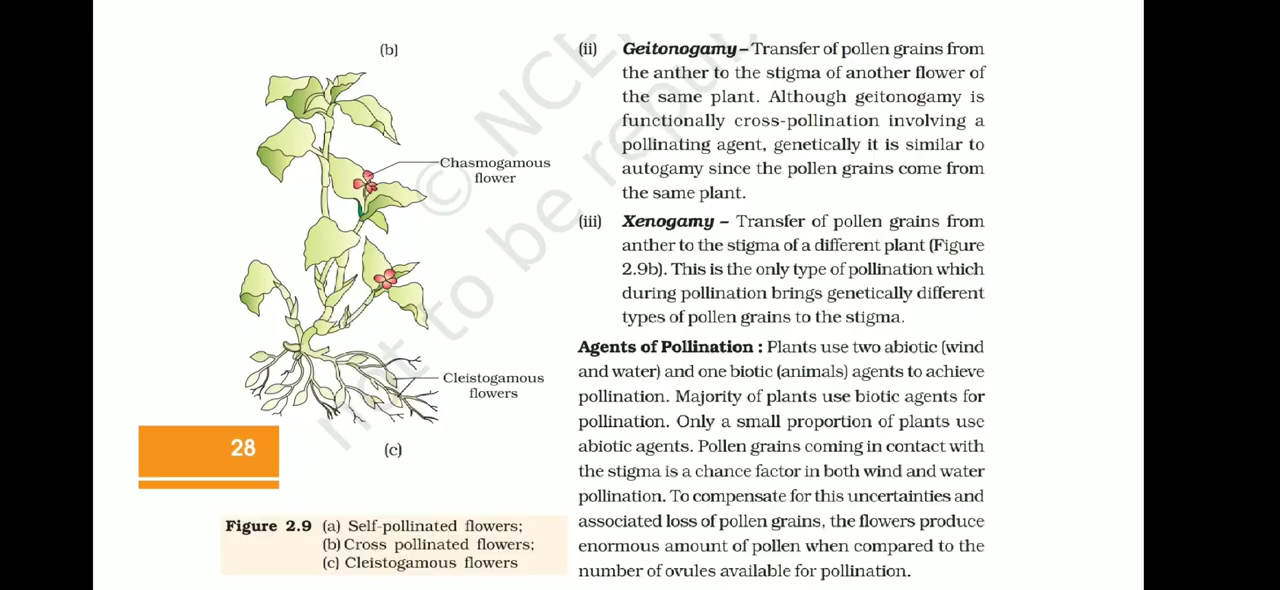 (b)
Chasmogamous
flower
Cleistogamous
flowers
(c)
28
Figure 2.9 (a) Self-pollinated flowers;
(b) Cross pollinated flowers;
(c) Cleistogamous flowers
(ii) Geitonogamy – Transfer of pollen grains from
the anther to the stigma of another flower of
the same plant. Although geitonogamy is
functionally cross-pollination involving a
pollinating agent, genetically it is similar to
autogamy since the pollen grains come from
the same plant.
(iii) Xenogamy – Transfer of pollen grains from
anther to the stigma of a different plant (Figure
2.9b). This is the only type of pollination which
during pollination brings genetically different
types of pollen grains to the stigma.
Agents of Pollination : Plants use two abiotic (wind
and water) and one biotic (animals) agents to achieve
pollination. Majority of plants use biotic agents for
pollination. Only a small proportion of plants use
abiotic agents. Pollen grains coming in contact with
the stigma is a chance factor in both wind and water
pollination. To compensate for this uncertainties and
associated loss of pollen grains, the flowers produce
enormous amount of pollen when compared to the
number of ovules available for pollination.
© NCE
not to be repu